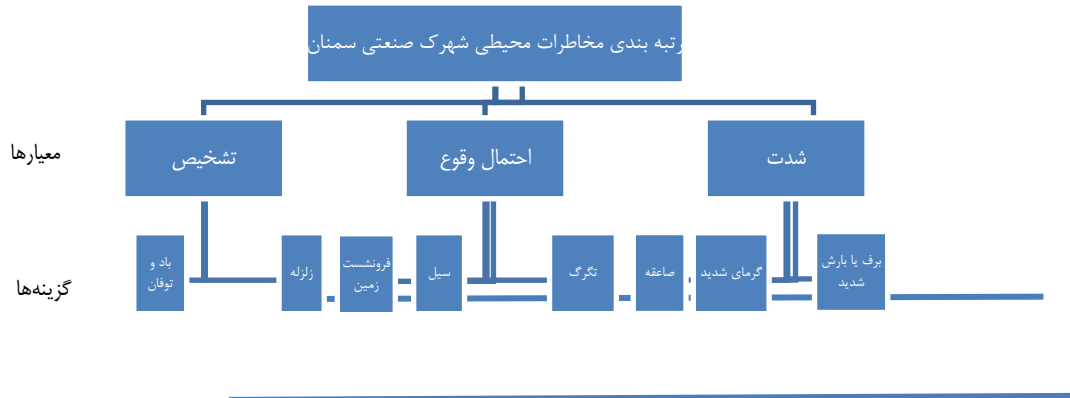 رتبه بندی مخاطرات محیطی شهرک صنعتی سمنان
معیارها
شدت
احتمال وقوع
تشخیص
گزینه‌ها
برف یا بارش
شدید
گرمای شدید
صاعقه
تگرگ
سیل
فرونشست
زمین
زلزله
باد و
توفان